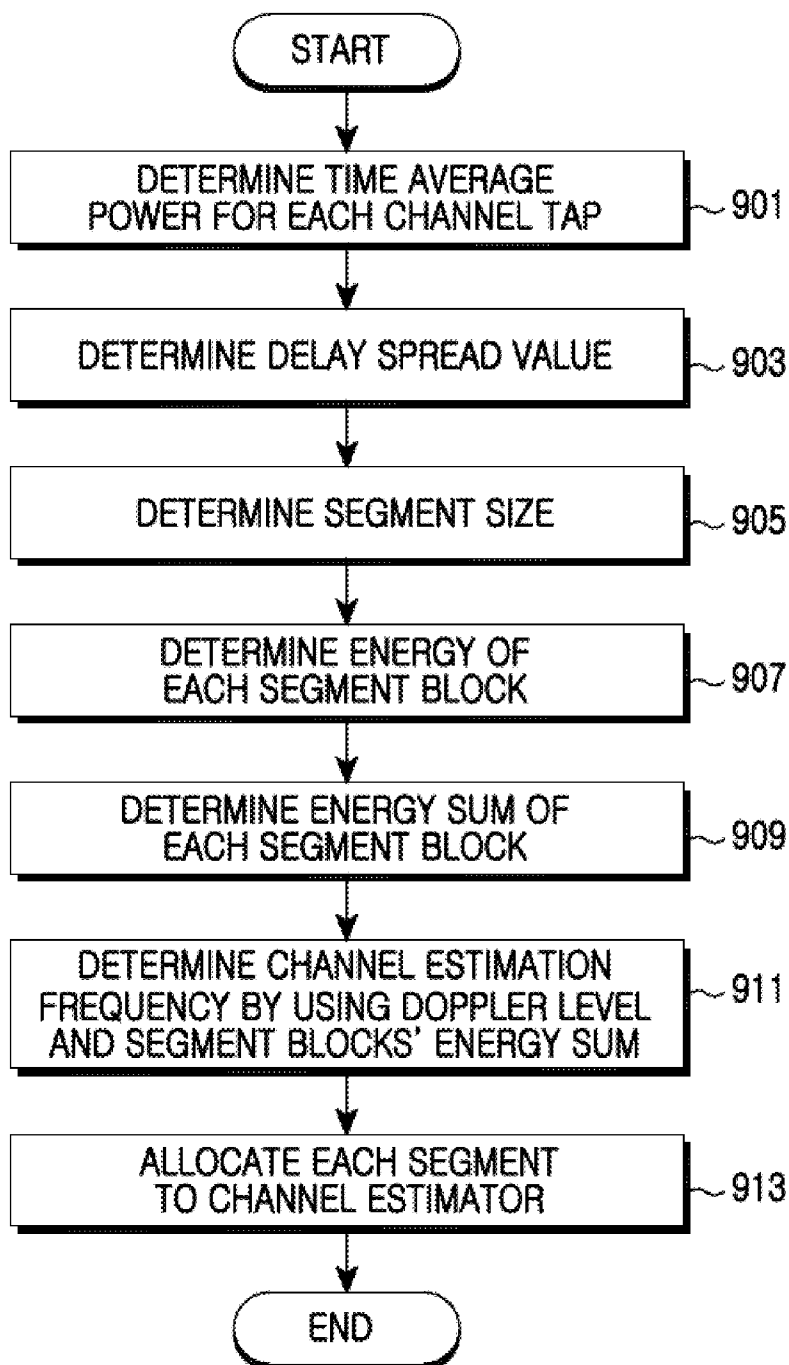 START
DETERMINE TIME AVERAGE
POWER FOR EACH CHANNEL TAP
901
DETERMINE DELAY SPREAD VALUE
903
DETERMINE SEGMENT SIZE
905
DETERMINE ENERGY OF
EACH SEGMENT BLOCK
907
DETERMINE ENERGY SUM OF
EACH SEGMENT BLOCK
909
DETERMINE CHANNEL ESTIMATION
FREQUENCY BY USING DOPPLER LEVEL
AND SEGMENT BLOCKS' ENERGY SUM
911
ALLOCATE EACH SEGMENT
TO CHANNEL ESTIMATOR
913
END